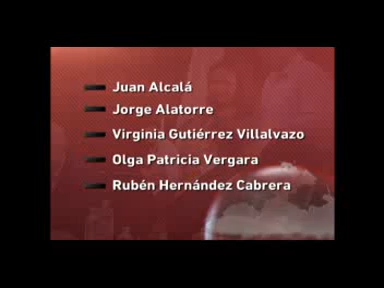 Juan Alcalá
Jorge Alatorre
Virginia Gutiérrez Villalvazo
Olga Patricia Vergara
Rubén Hernández Cabrera